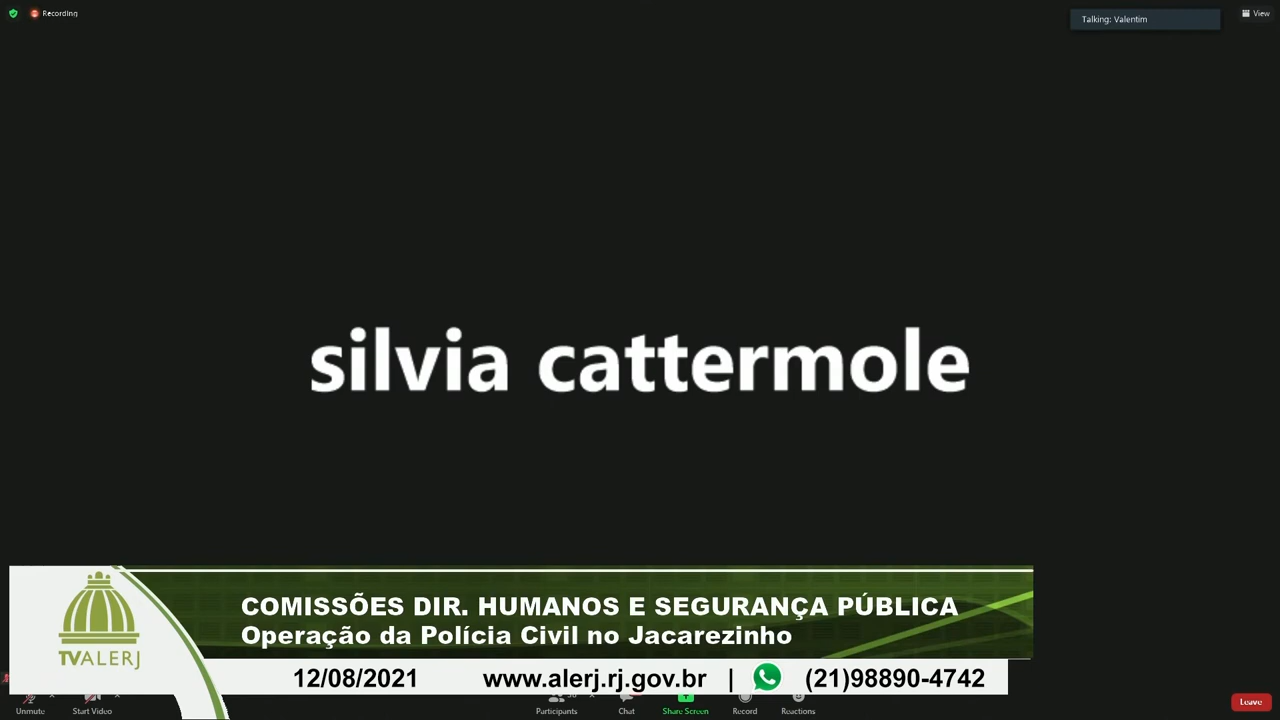 Recording
Talking: Valentim
View
silvia cattermole
COMISSÕES DIR. HUMANOS E SEGURANÇA PÚBLICA
Operação da Polícia Civil no Jacarezinho
TVALERJ
12/08/2021 www.alerj.rj.gov.br | (21)98890-4742
Unmute Start Video Participants Chat Share Screen Record Reactions Leave